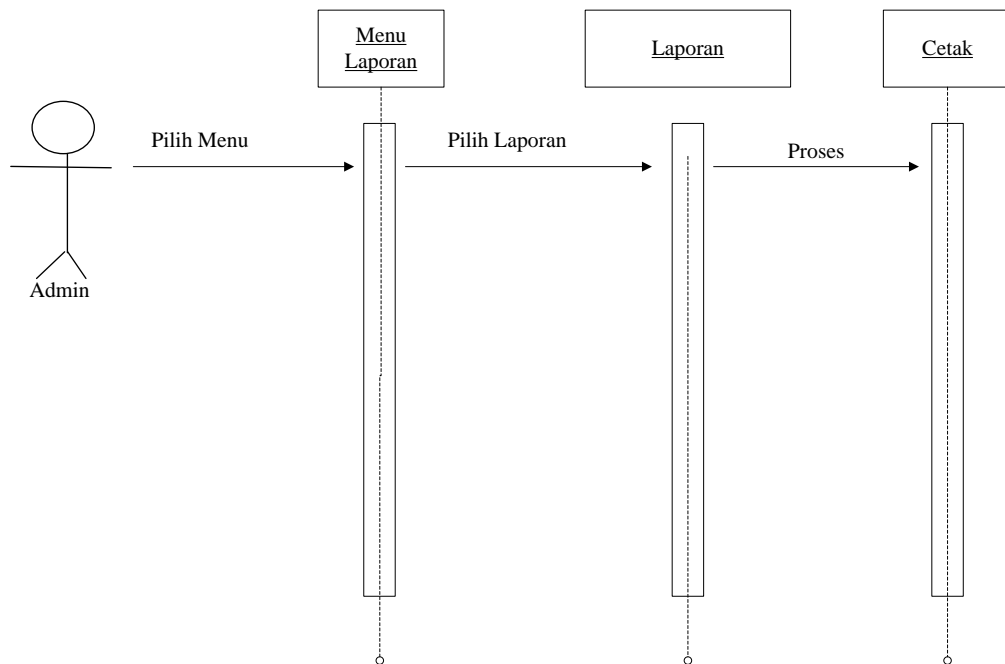 Menu
Laporan
Laporan
Cetak
Pilih Menu
Pilih Laporan
Proses
Admin